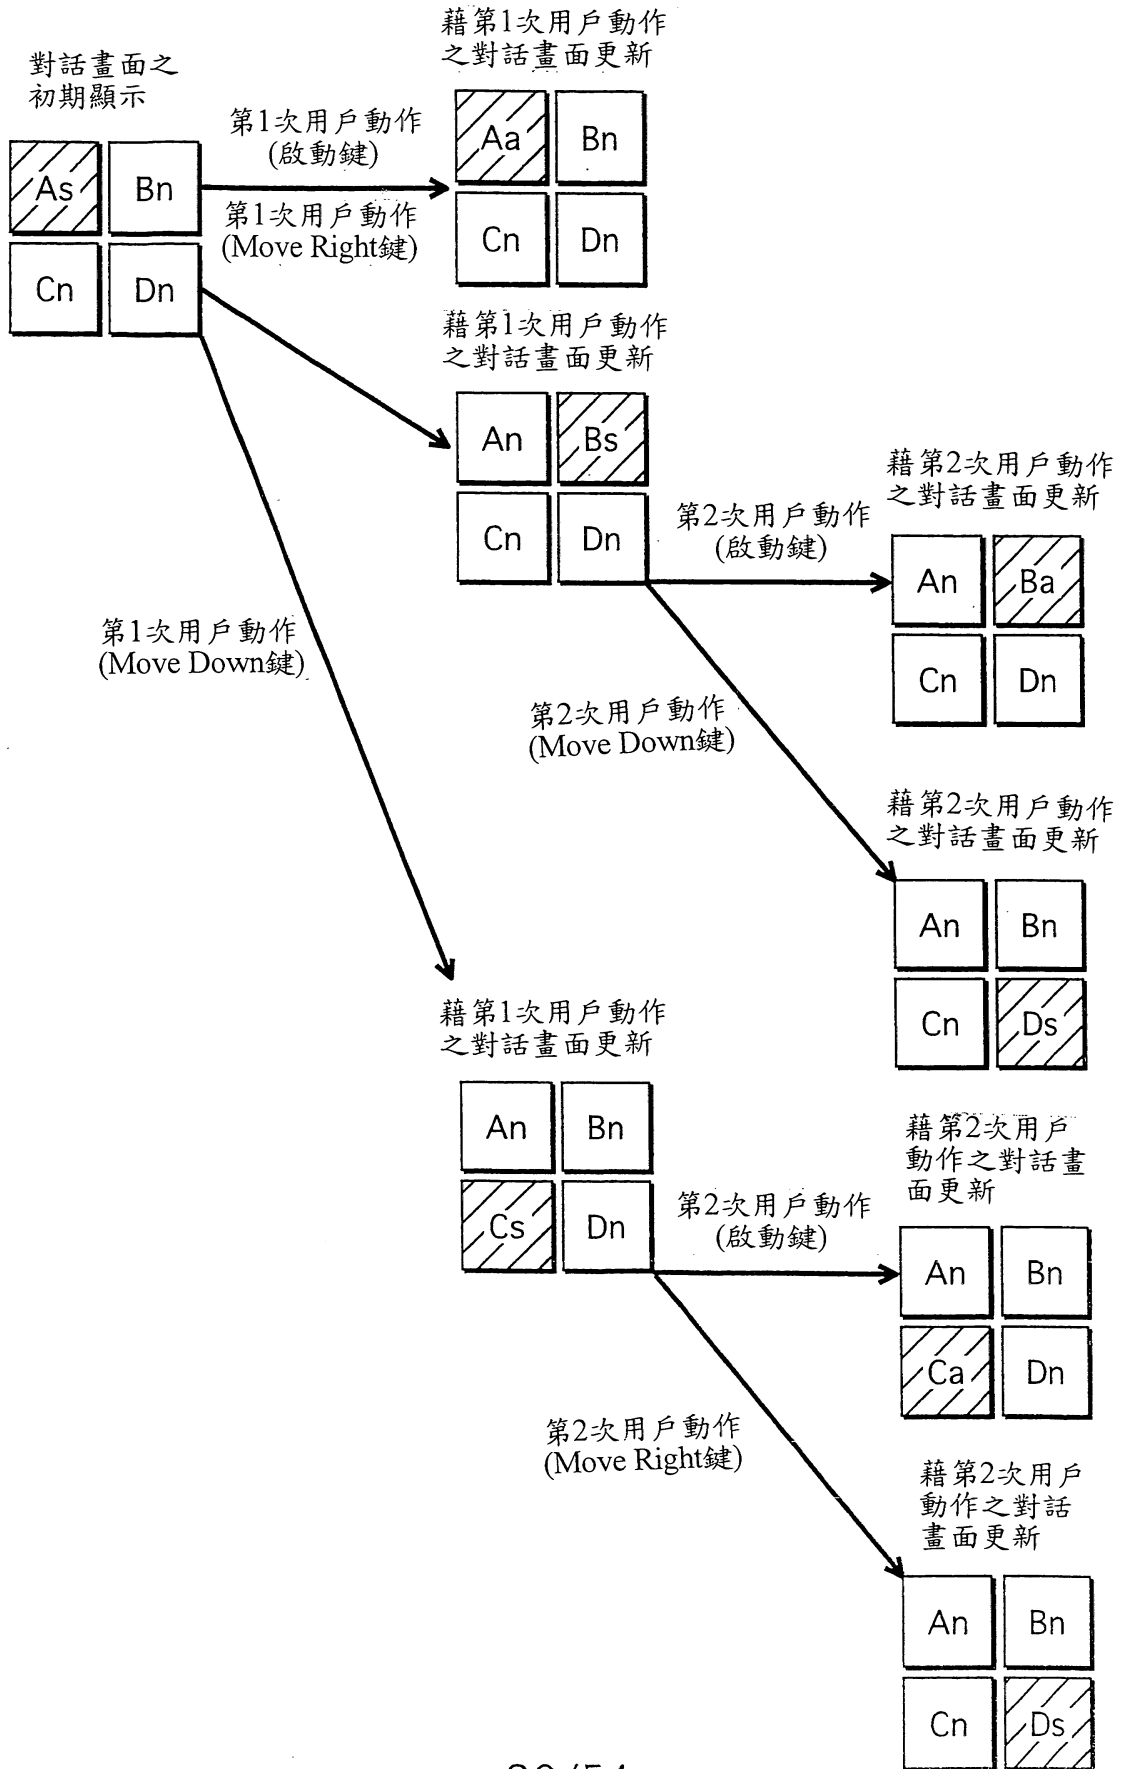 對話畫面之
初期顯示
As
Bn
Cn
Dn
第1次用戶動作
(啟動鍵)
第1次用戶動作
(Move Right鍵)
藉第1次用戶動作
之對話畫面更新
Aa
Bn
Cn
Dn
藉第1次用戶動作
之對話畫面更新
An
Bs
Cn
Dn
第2次用戶動作
(啟動鍵)
藉第2次用戶動作
之對話畫面更新
An
Ba
Cn
Dn
第1次用戶動作
(Move Down鍵)
第2次用戶動作
(Move Down鍵)
藉第2次用戶動作
之對話畫面更新
An
Bn
Cn
Ds
藉第1次用戶動作
之對話畫面更新
An
Bn
Cs
Dn
第2次用戶動作
(啟動鍵)
藉第2次用戶
動作之對話畫
面更新
An
Bn
Ca
Dn
第2次用戶動作
(Move Right鍵)
藉第2次用戶
動作之對話
畫面更新
An
Bn
Cn
Ds